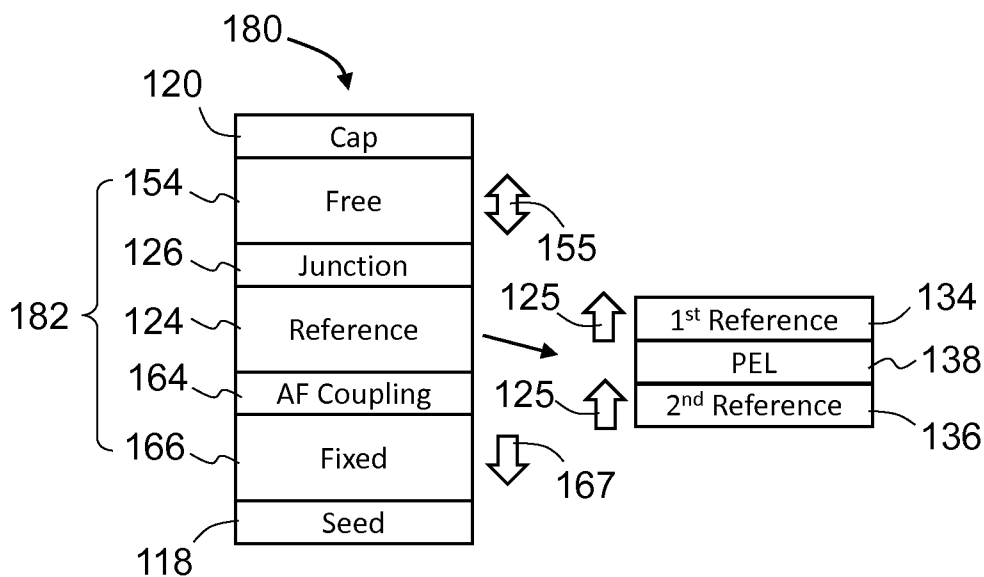 180
120
Cap
154
Free
155
126
Junction
182
124
Reference
125
1st Reference
134
PEL
138
164
AF Coupling
125
2nd Reference
136
166
Fixed
167
Seed
118